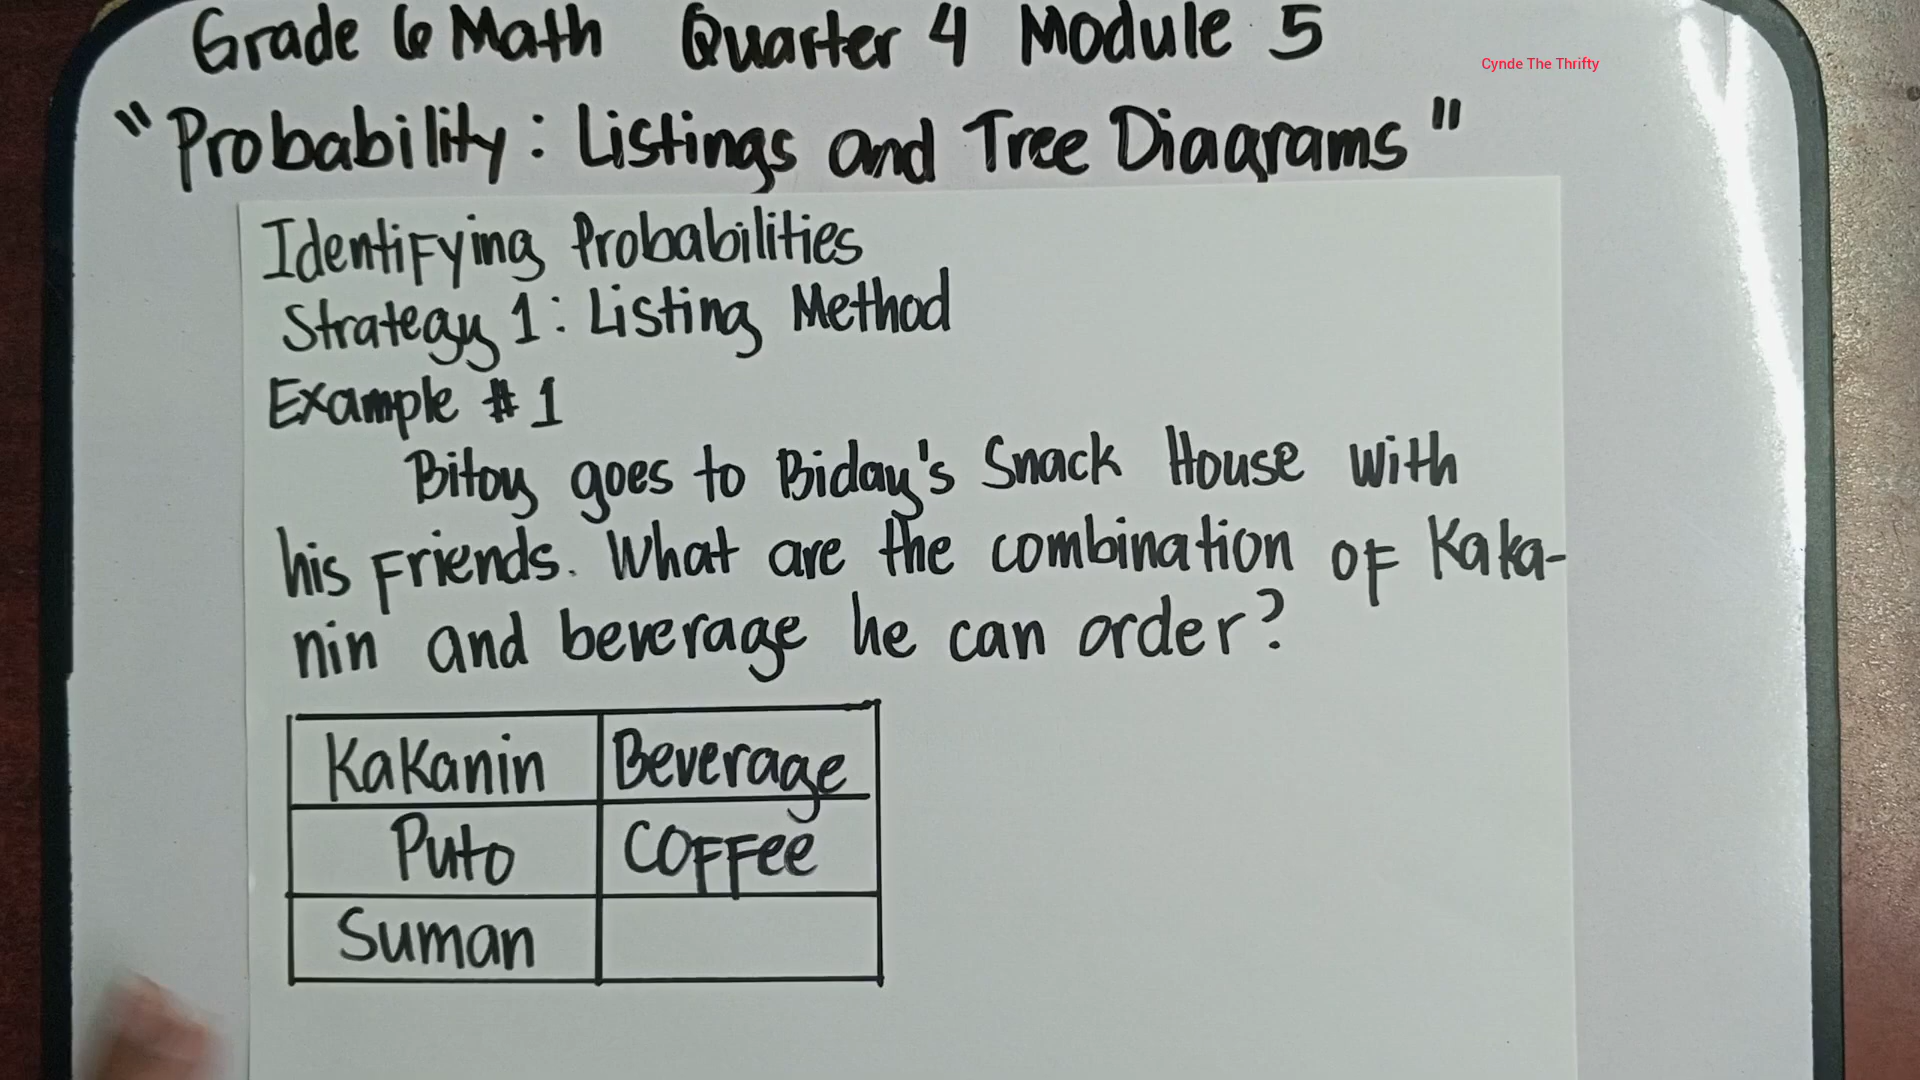 Grade 6 Math Quarter 4 Module 5
Cynde The Thrifty
"Probability: Listings and Tree Diagrams"
Identifying Probabilities
Strategy 1: Listing Method
Example #1
Bitoy goes to Biday's Snack House with
his Friends. What are the combination of Kaka-
nin and beverage he can order?
Kakanin Beverage
Puto Coffee
Suman